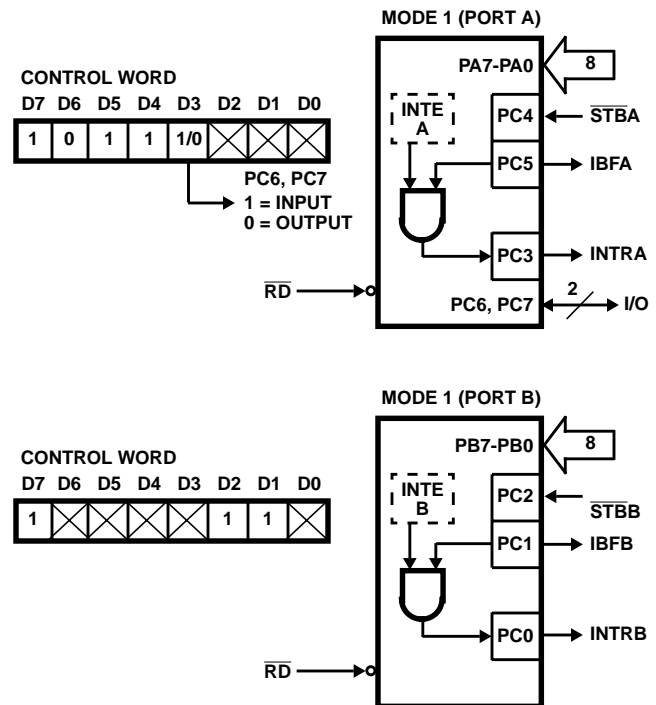 MODE 1 (PORT A)
CONTROL WORD
D7 D6 D5 D4 D3 D2 D1 D0
1 0 1 1 1/0
PC6, PC7
1 = INPUT
0 = OUTPUT
RD
PA7-PA0
8
INTE
A
PC4
STBA
PC5
IBFA
PC3
INTRA
PC6, PC7
2
I/O
MODE 1 (PORT B)
CONTROL WORD
D7 D6 D5 D4 D3 D2 D1 D0
1 1 1
RD
PB7-PB0
8
INTE
B
PC2
STBB
PC1
IBFB
PC0
INTRB